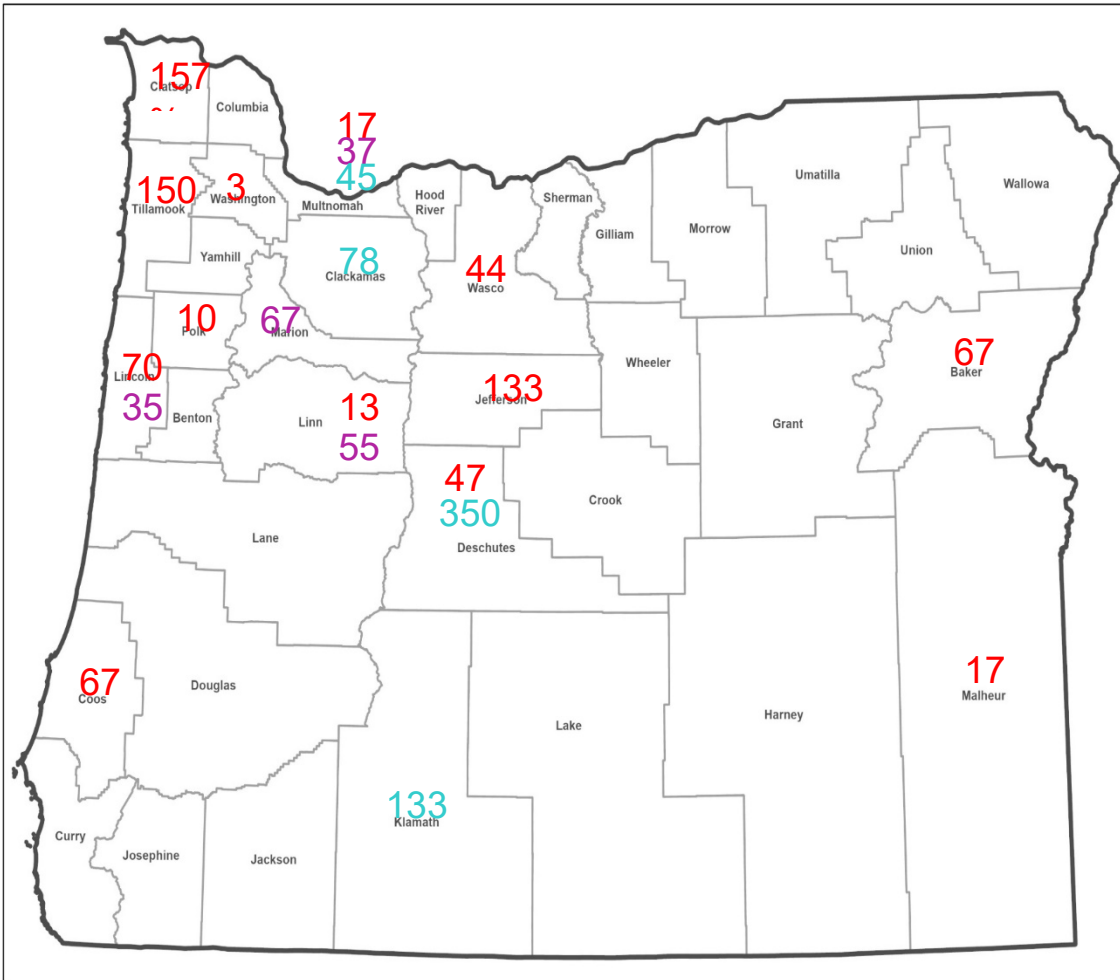 157
Clatsop
Columbia
17
37
45
150
Tillamook
3
Washington
Multnomah
Hood
River
Sherman
Gilliam
Morrow
Umatilla
Wallowa
Union
Yamhill
78
Clackamas
44
Wasco
10
Polk
67
Marion
Wheeler
67
Baker
70
Lincoln
35
Benton
Linn
13
55
133
Jefferson
Grant
47
350
Deschutes
Crook
Lane
67
Coos
Douglas
17
Malheur
Harney
Lake
133
Klamath
Curry
Josephine
Jackson